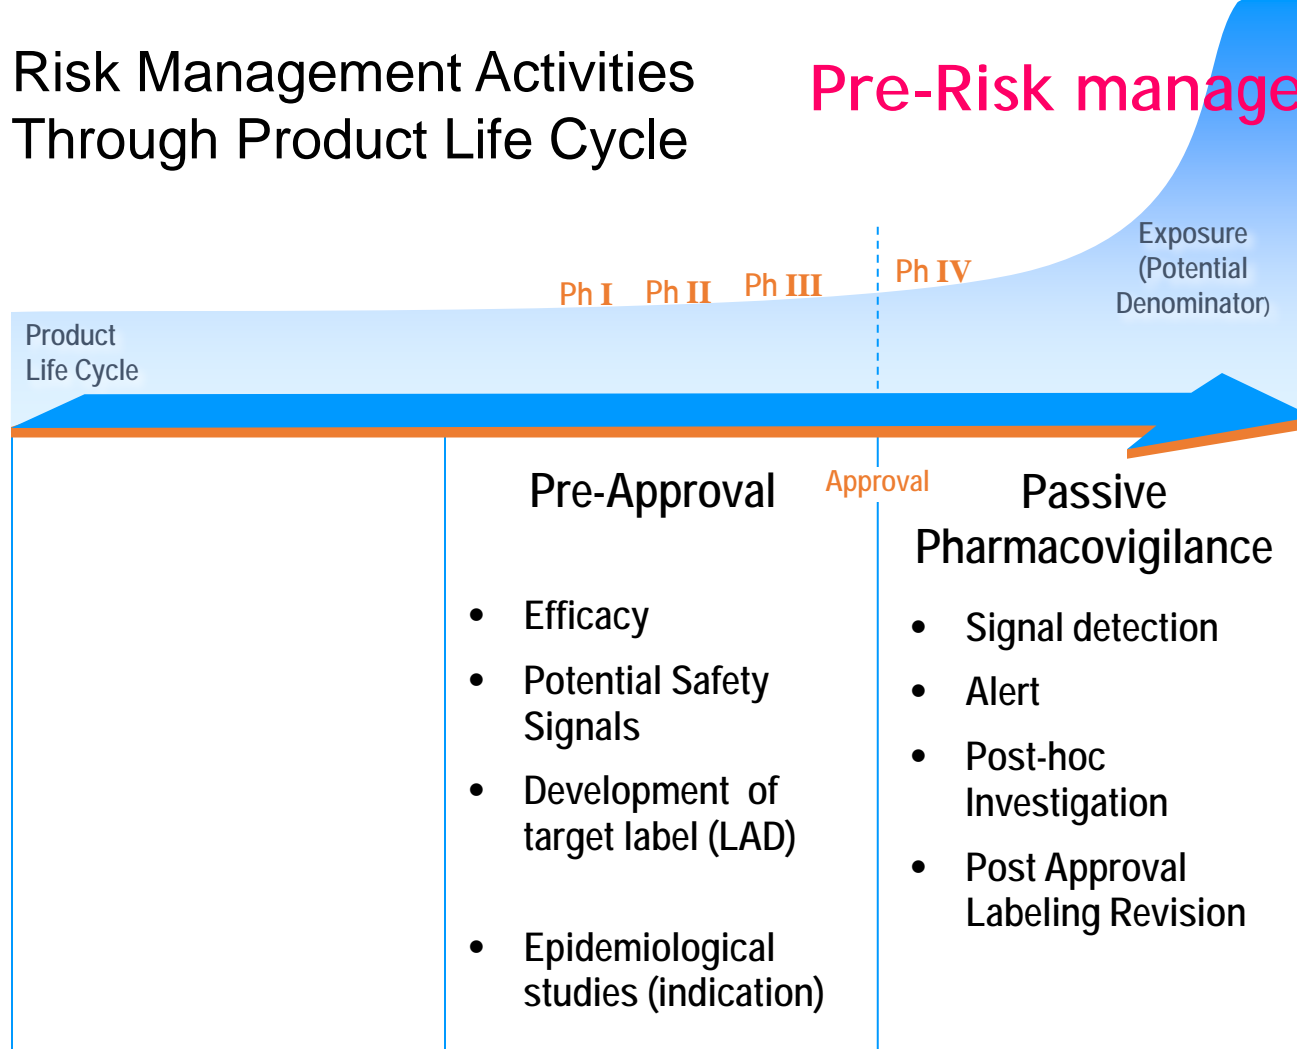 Risk Management Activities
Through Product Life Cycle
Pre-Risk manage
Exposure
(Potential
Denominator)
Ph I
Ph II
Ph III
Ph IV
Product
Life Cycle
Pre-Approval
Approval
Passive
Pharmacovigilance
• Efficacy
• Potential Safety
Signals
• Development of
target label (LAD)
• Epidemiological
studies (indication)
• Signal detection
• Alert
• Post-hoc
Investigation
• Post Approval
Labeling Revision